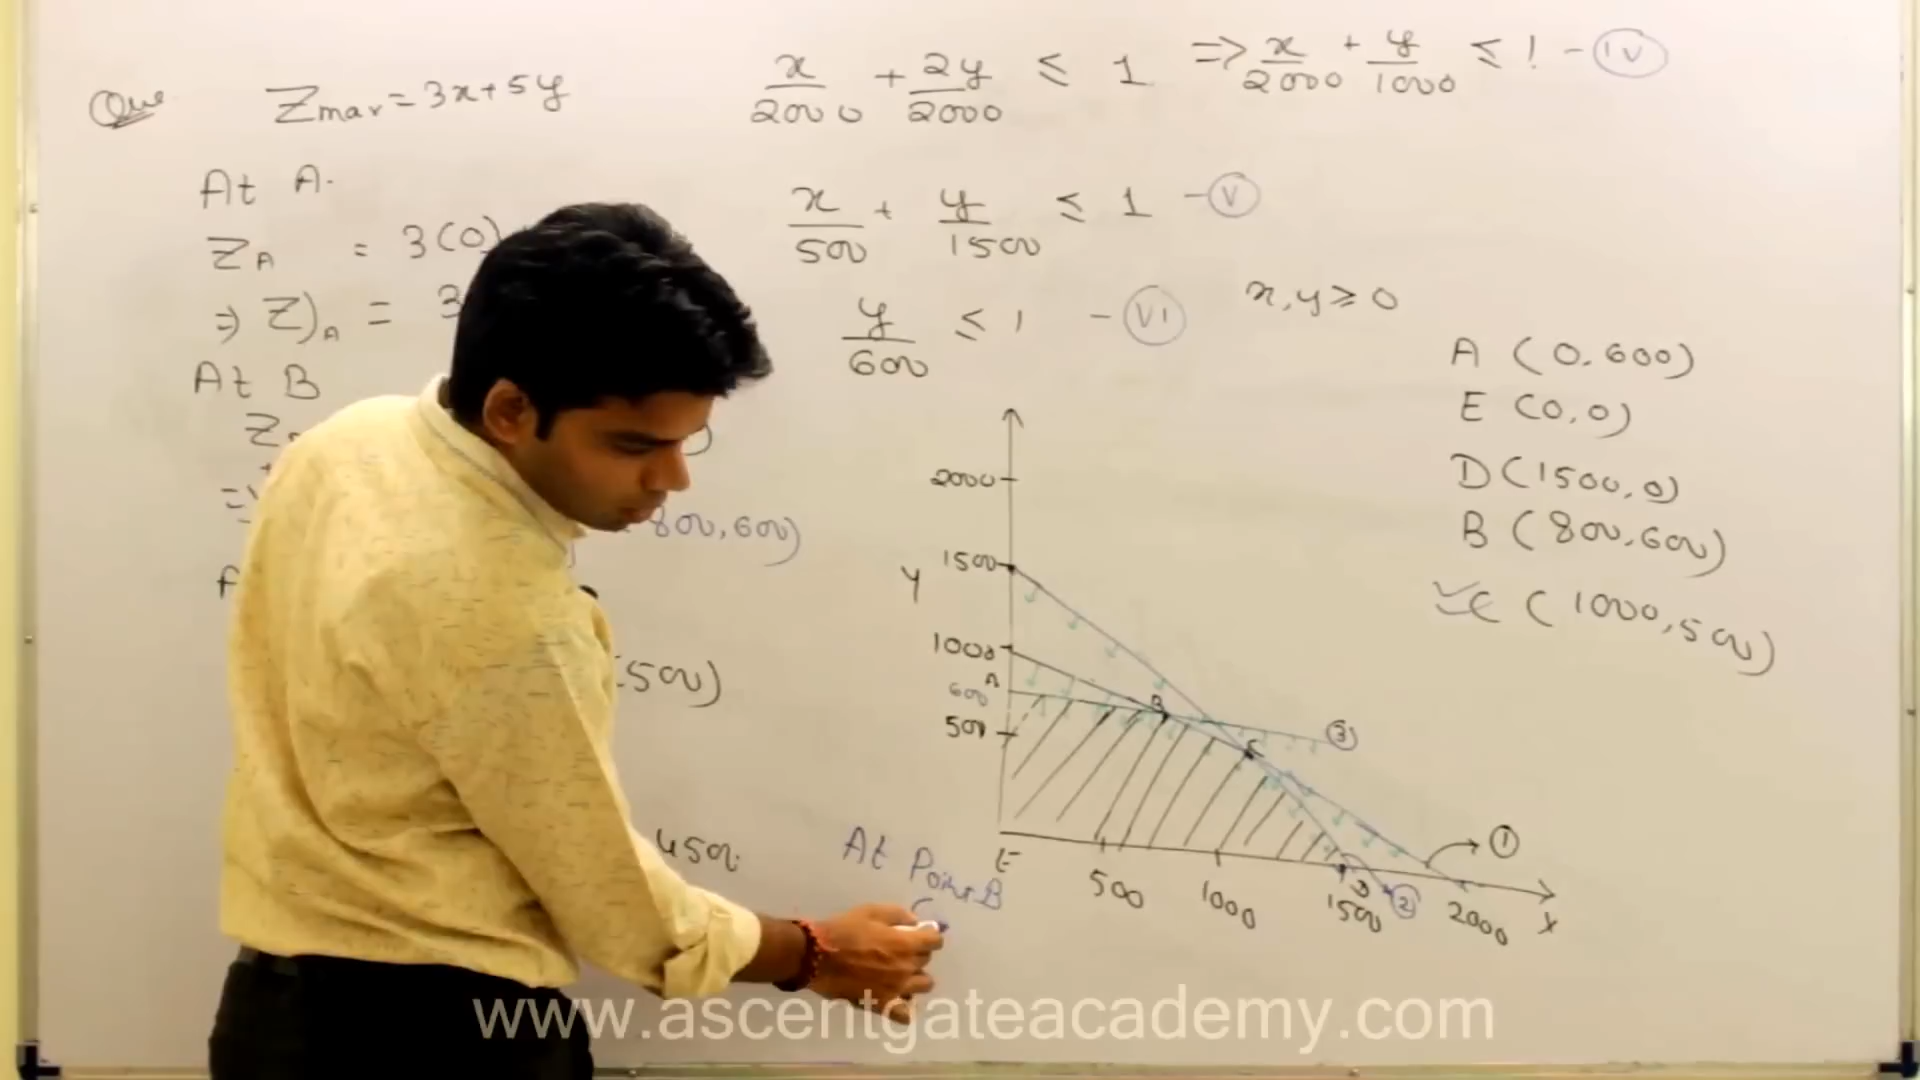 Que
Zmax = 3x + 5y
x/2000 + 2y/2000 ≤ 1 => x/2000 + y/1000 ≤ 1 - IV
At A.
Z A = 3(0)
x/500 + y/1500 ≤ 1 - V
=> Z)A = 3
y/600 ≤ 1 - VI
x, y ≥ 0
At B
800, 600)
(500)
4500
A (0, 600)
E (0, 0)
D (1500, 0)
B (800, 600)
C (1000, 500)
2000
1500
Y
1000
A
600
500
B
C
3
1
E
D
2
500
1000
1500
2000
X
At Point B
www.ascentgateacademy.com